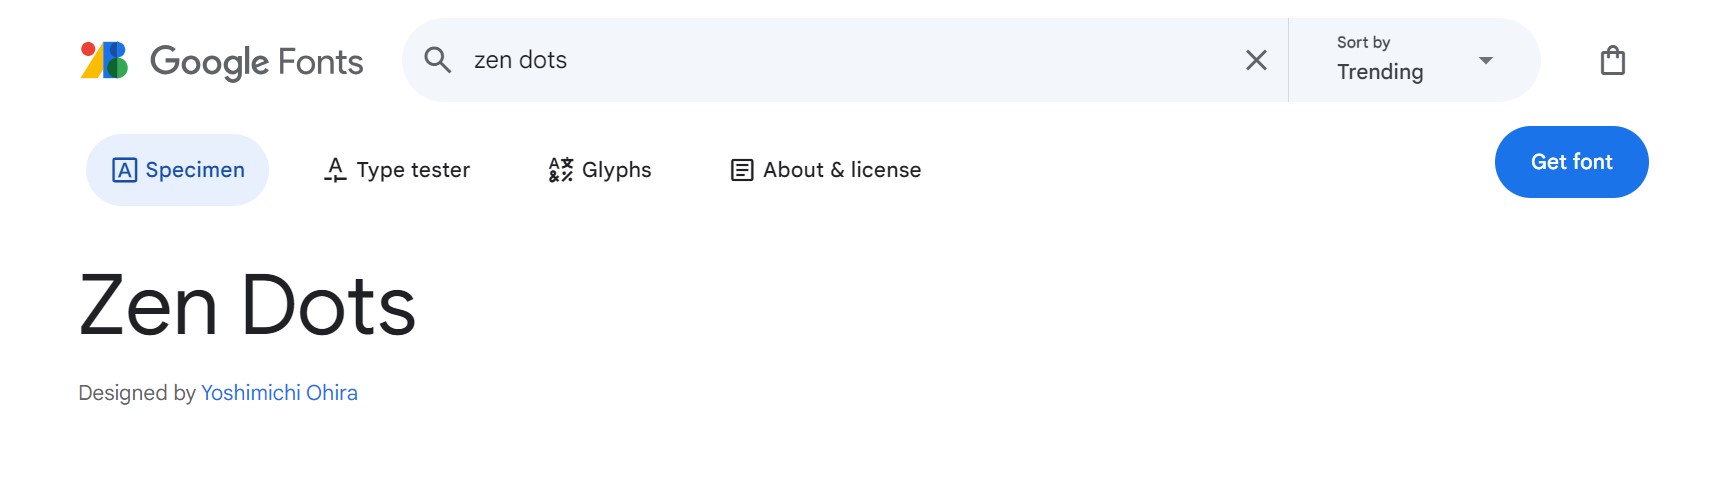 Google Fonts
zen dots
Sort by
Trending
Specimen
Type tester
Glyphs
About & license
Get font
Zen Dots
Designed by Yoshimichi Ohira